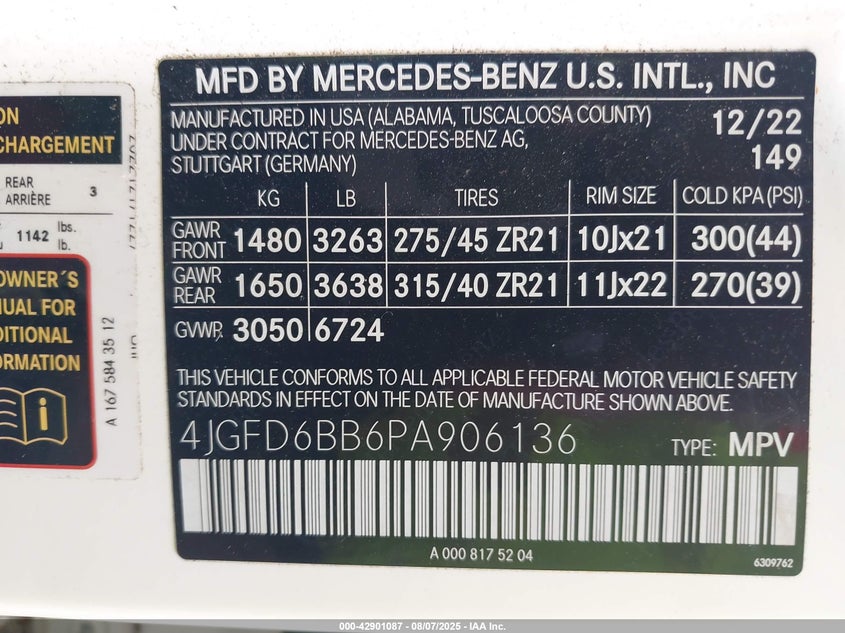 MFD BY MERCEDES-BENZ U.S. INTL., INC
MANUFACTURED IN USA (ALABAMA, TUSCALOOSA COUNTY) 12/22
UNDER CONTRACT FOR MERCEDES-BENZ AG,
STUTTGART (GERMANY) 149
KG LB TIRES RIM SIZE COLD KPA (PSI)
GAWR FRONT 1480 3263 275/45 ZR21 10Jx21 300(44)
GAWR REAR 1650 3638 315/40 ZR21 11Jx22 270(39)
GVWR 3050 6724
THIS VEHICLE CONFORMS TO ALL APPLICABLE FEDERAL MOTOR VEHICLE SAFETY
STANDARDS IN EFFECT ON THE DATE OF MANUFACTURE SHOWN ABOVE.
4JGFD6BB6PA906136 TYPE: MPV
A 000 817 52 04
6309762
ON
CHARGEMENT
REAR
ARRIÈRE 3
1142 lbs.
lb.
OWNER´S
NUAL FOR
DITIONAL
ORMATION
A 167 584 35 12
000-42901087 - 08/07/2025 - IAA Inc.